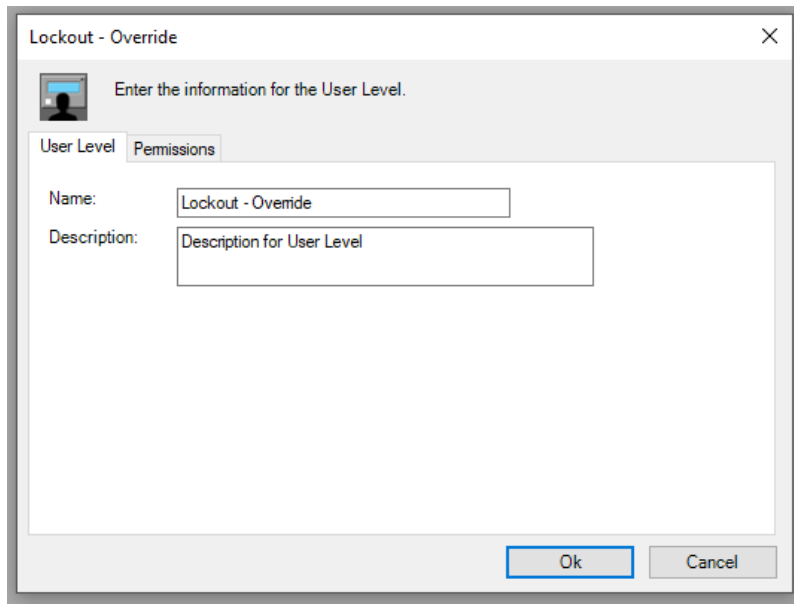 Lockout - Override
Enter the information for the User Level.
User Level Permissions
Name: Lockout - Override
Description: Description for User Level
Ok Cancel